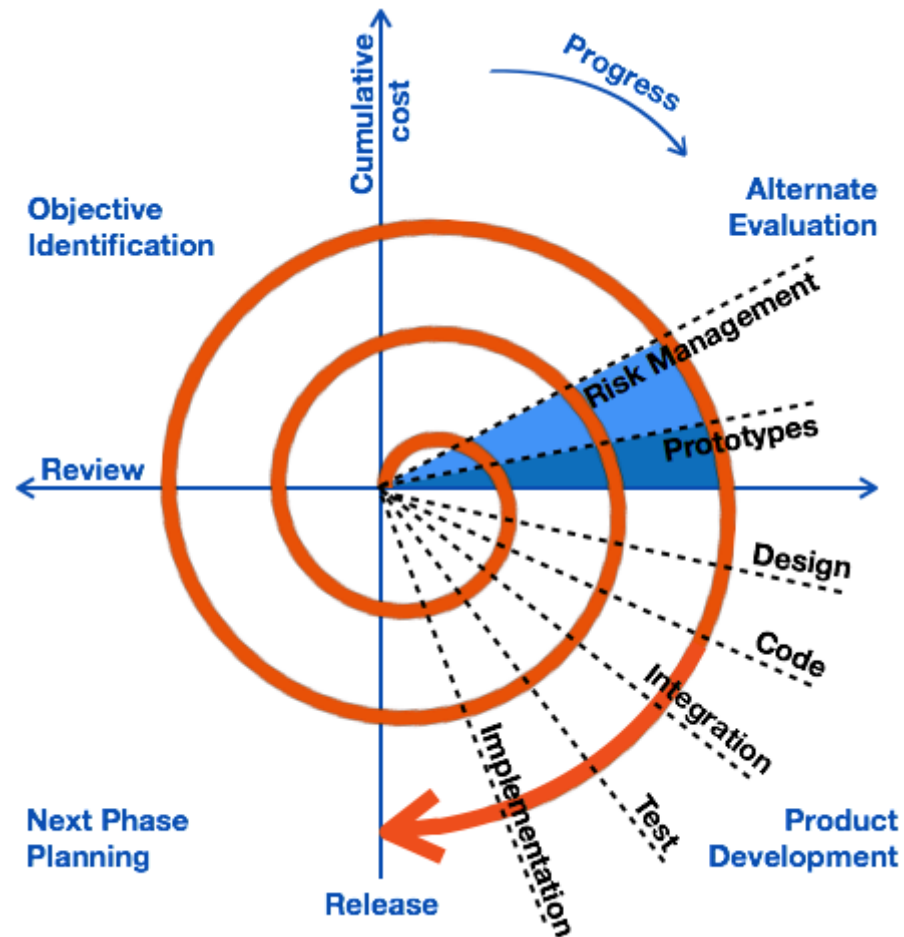 Cumulative
cost
Progress
Objective
Identification
Alternate
Evaluation
Risk Management
Prototypes
Review
Design
Code
Integration
Test
Implementation
Next Phase
Planning
Product
Development
Release